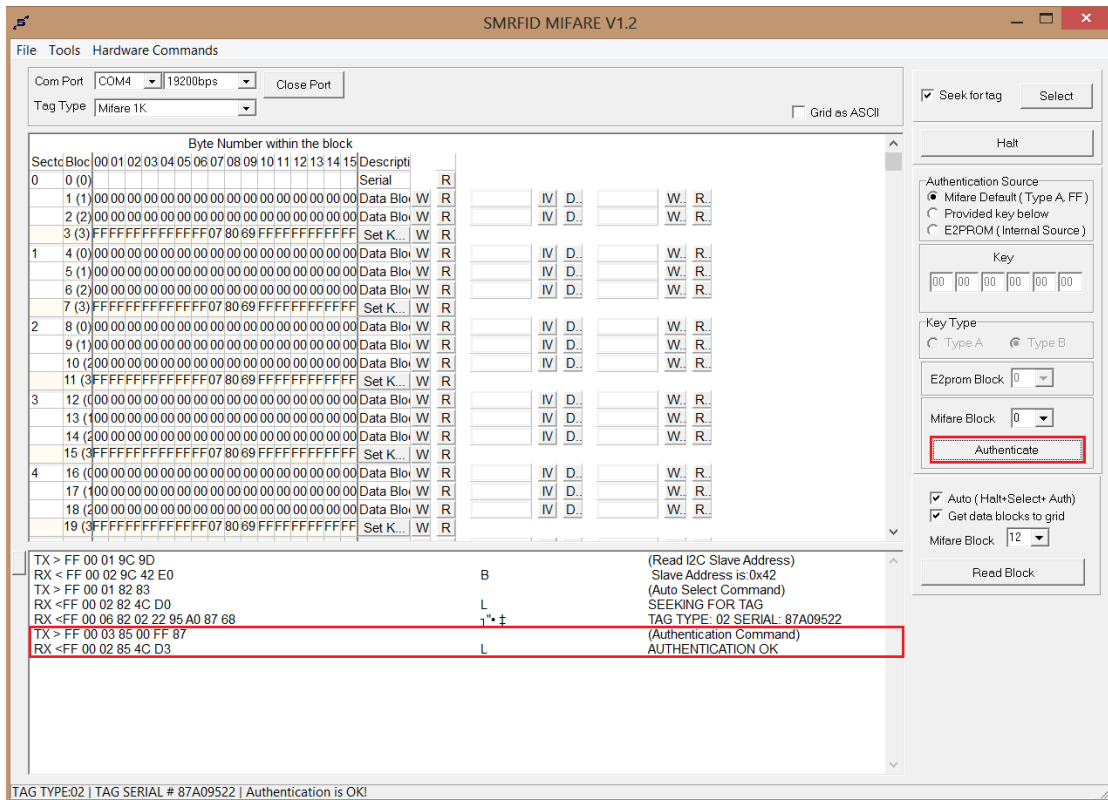 SMRFID MIFARE V1.2
File Tools Hardware Commands
Com Port COM4 19200bps Close Port
Tag Type Mifare 1K
Grid as ASCII
Byte Number within the block
Secto Bloc 00 01 02 03 04 05 06 07 08 09 10 11 12 13 14 15 Descripti
0 0 (0) Serial R
1 (1) 00 00 00 00 00 00 00 00 00 00 00 00 00 00 00 00 Data Blo W R IV D.. W.. R..
2 (2) 00 00 00 00 00 00 00 00 00 00 00 00 00 00 00 00 Data Blo W R IV D.. W.. R..
3 (3) FF FF FF FF FF FF FF 07 80 69 FF FF FF FF FF FF Set K... W R
1 4 (0) 00 00 00 00 00 00 00 00 00 00 00 00 00 00 00 00 Data Blo W R IV D.. W.. R..
5 (1) 00 00 00 00 00 00 00 00 00 00 00 00 00 00 00 00 Data Blo W R IV D.. W.. R..
6 (2) 00 00 00 00 00 00 00 00 00 00 00 00 00 00 00 00 Data Blo W R IV D.. W.. R..
7 (3) FF FF FF FF FF FF FF 07 80 69 FF FF FF FF FF FF Set K... W R
2 8 (0) 00 00 00 00 00 00 00 00 00 00 00 00 00 00 00 00 Data Blo W R IV D.. W.. R..
9 (1) 00 00 00 00 00 00 00 00 00 00 00 00 00 00 00 00 Data Blo W R IV D.. W.. R..
10 (2 00 00 00 00 00 00 00 00 00 00 00 00 00 00 00 00 Data Blo W R IV D.. W.. R..
11 (3 FF FF FF FF FF FF FF 07 80 69 FF FF FF FF FF FF Set K... W R
3 12 (0 00 00 00 00 00 00 00 00 00 00 00 00 00 00 00 00 Data Blo W R IV D.. W.. R..
13 (1 00 00 00 00 00 00 00 00 00 00 00 00 00 00 00 00 Data Blo W R IV D.. W.. R..
14 (2 00 00 00 00 00 00 00 00 00 00 00 00 00 00 00 00 Data Blo W R IV D.. W.. R..
15 (3 FF FF FF FF FF FF FF 07 80 69 FF FF FF FF FF FF Set K... W R
4 16 (0 00 00 00 00 00 00 00 00 00 00 00 00 00 00 00 00 Data Blo W R IV D.. W.. R..
17 (1 00 00 00 00 00 00 00 00 00 00 00 00 00 00 00 00 Data Blo W R IV D.. W.. R..
18 (2 00 00 00 00 00 00 00 00 00 00 00 00 00 00 00 00 Data Blo W R IV D.. W.. R..
19 (3 FF FF FF FF FF FF FF 07 80 69 FF FF FF FF FF FF Set K... W R
TX > FF 00 01 9C 9D (Read I2C Slave Address)
RX < FF 00 02 9C 42 E0 B Slave Address is:0x42
TX > FF 00 01 82 83 (Auto Select Command)
RX <FF 00 02 82 4C D0 L SEEKING FOR TAG
RX <FF 00 06 82 02 22 95 A0 87 68 ┐"• ‡ TAG TYPE: 02 SERIAL: 87A09522
TX > FF 00 03 85 00 FF 87 (Authentication Command)
RX <FF 00 02 85 4C D3 L AUTHENTICATION OK
Seek for tag Select
Halt
Authentication Source
Mifare Default ( Type A, FF )
Provided key below
E2PROM ( Internal Source )
Key
00 00 00 00 00 00
Key Type
Type A Type B
E2prom Block 0
Mifare Block 0
Authenticate
Auto ( Halt+Select+ Auth)
Get data blocks to grid
Mifare Block 12
Read Block
TAG TYPE:02 | TAG SERIAL # 87A09522 | Authentication is OK!